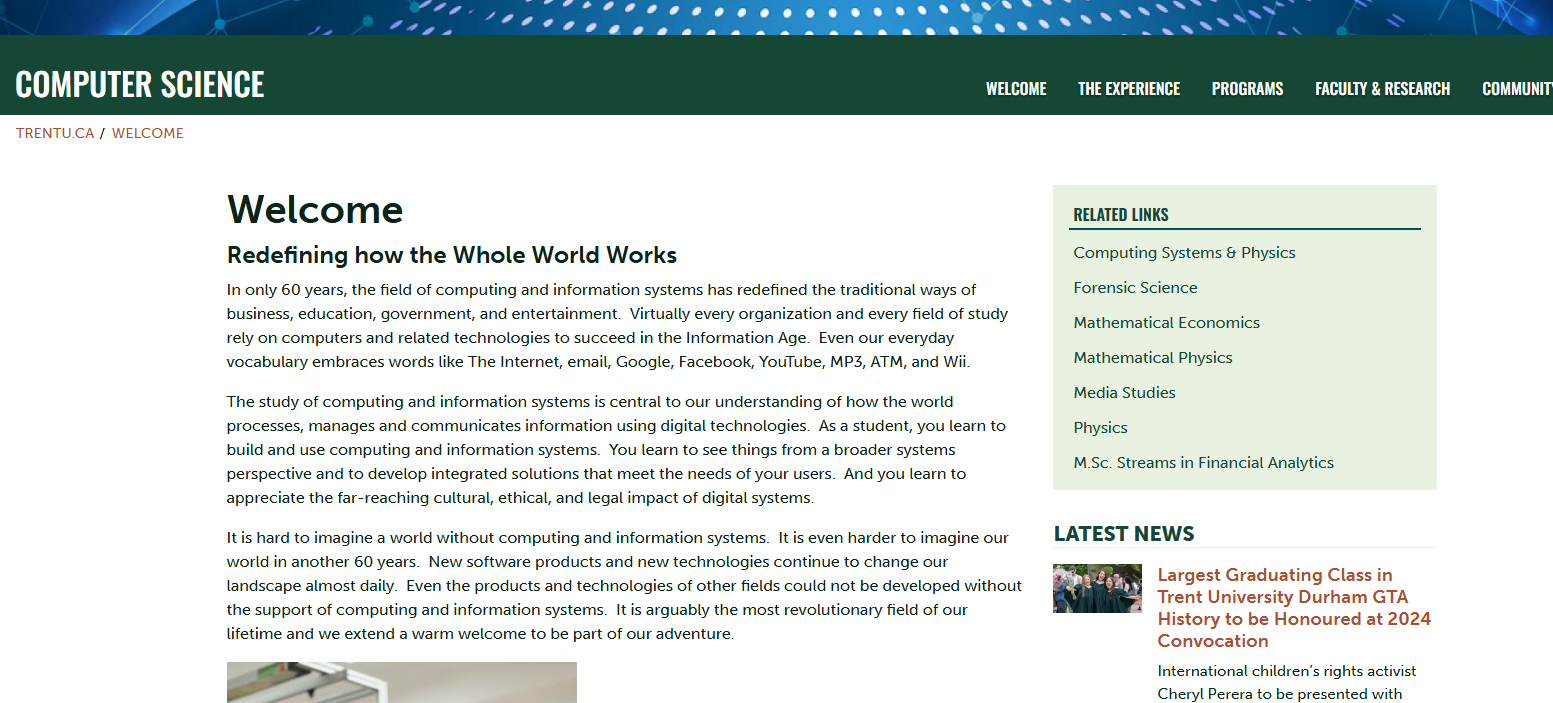 COMPUTER SCIENCE
WELCOME THE EXPERIENCE PROGRAMS FACULTY & RESEARCH COMMUNIT
TRENTU.CA / WELCOME
Welcome
Redefining how the Whole World Works
In only 60 years, the field of computing and information systems has redefined the traditional ways of
business, education, government, and entertainment.  Virtually every organization and every field of study
rely on computers and related technologies to succeed in the Information Age.  Even our everyday
vocabulary embraces words like The Internet, email, Google, Facebook, YouTube, MP3, ATM, and Wii.
The study of computing and information systems is central to our understanding of how the world
processes, manages and communicates information using digital technologies.  As a student, you learn to
build and use computing and information systems.  You learn to see things from a broader systems
perspective and to develop integrated solutions that meet the needs of your users.  And you learn to
appreciate the far-reaching cultural, ethical, and legal impact of digital systems.
It is hard to imagine a world without computing and information systems.  It is even harder to imagine our
world in another 60 years.  New software products and new technologies continue to change our
landscape almost daily.  Even the products and technologies of other fields could not be developed without
the support of computing and information systems.  It is arguably the most revolutionary field of our
lifetime and we extend a warm welcome to be part of our adventure.
RELATED LINKS
Computing Systems & Physics
Forensic Science
Mathematical Economics
Mathematical Physics
Media Studies
Physics
M.Sc. Streams in Financial Analytics
LATEST NEWS
Largest Graduating Class in
Trent University Durham GTA
History to be Honoured at 2024
Convocation
International children's rights activist
Cheryl Perera to be presented with